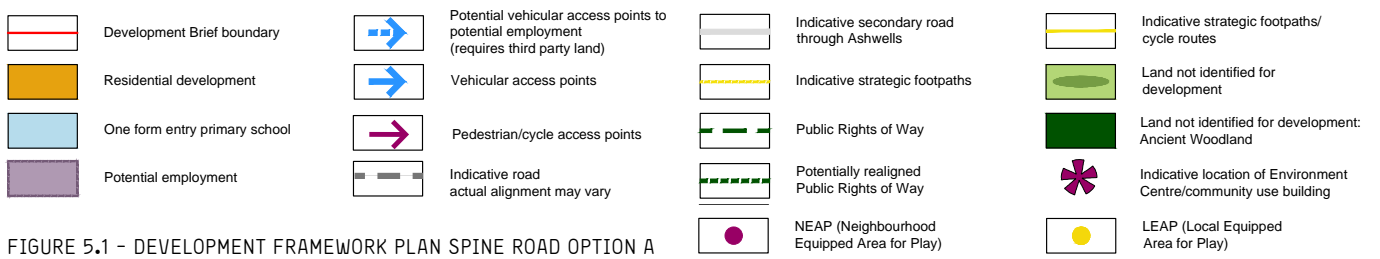 Development Brief boundary
Residential development
One form entry primary school
Potential employment
Potential vehicular access points to
potential employment
(requires third party land)
Vehicular access points
Pedestrian/cycle access points
Indicative road
actual alignment may vary
Indicative secondary road
through Ashwells
Indicative strategic footpaths
Public Rights of Way
Potentially realigned
Public Rights of Way
NEAP (Neighbourhood
Equipped Area for Play)
Indicative strategic footpaths/
cycle routes
Land not identified for
development
Land not identified for development:
Ancient Woodland
Indicative location of Environment
Centre/community use building
LEAP (Local Equipped
Area for Play)
FIGURE 5.1 - DEVELOPMENT FRAMEWORK PLAN SPINE ROAD OPTION A